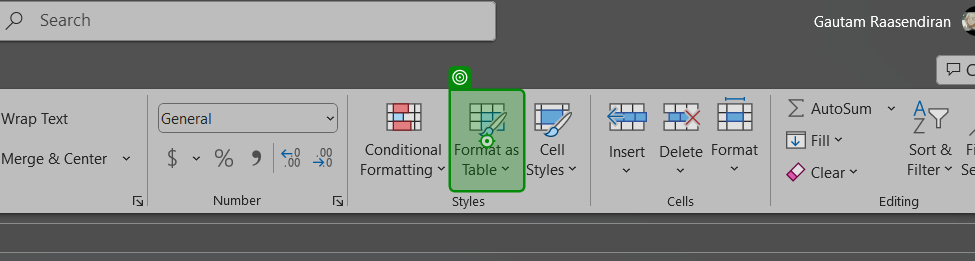 Search
Gautam Raasendiran
Wrap Text
Merge & Center
General
$ % 9 ←0 .00 .00 →0
Number
Conditional Formatting
Format as Table
Cell Styles
Styles
Insert
Delete
Format
Cells
AutoSum
Fill
Clear
Sort & Filter
Editing